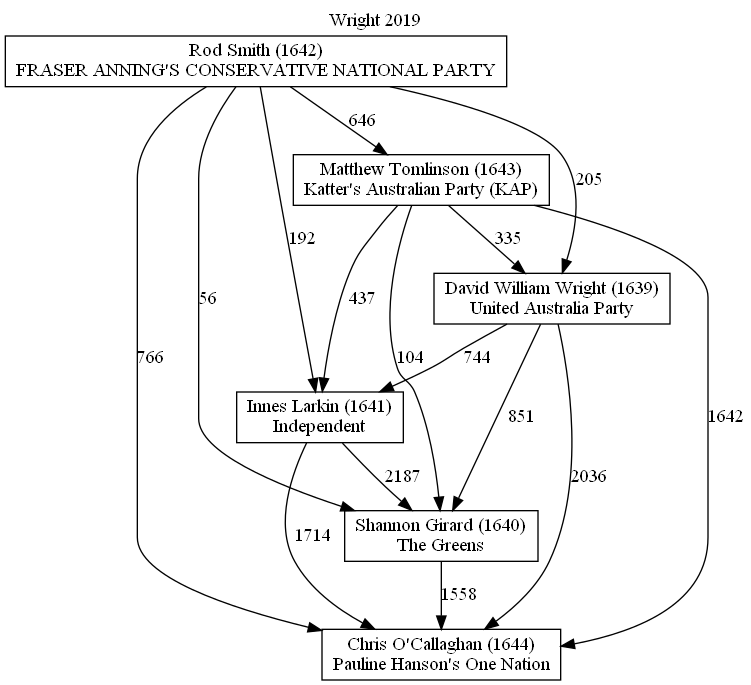 Wright 2019
Rod Smith (1642)
FRASER ANNING'S CONSERVATIVE NATIONAL PARTY
646
Matthew Tomlinson (1643)
Katter's Australian Party (KAP)
205
192
335
David William Wright (1639)
United Australia Party
56
437
766
104
744
Innes Larkin (1641)
Independent
851
1642
2187
2036
Shannon Girard (1640)
The Greens
1714
1558
Chris O'Callaghan (1644)
Pauline Hanson's One Nation